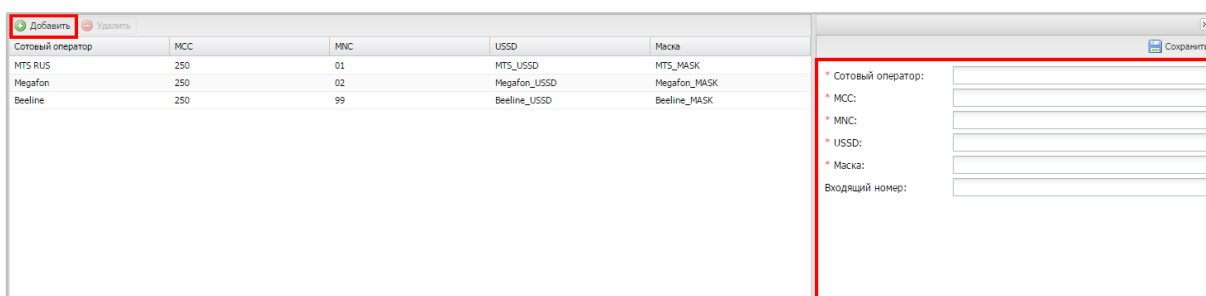 Добавить Удалить
Сотовый оператор MCC MNC USSD Маска
MTS RUS 250 01 MTS_USSD MTS_MASK
Megafon 250 02 Megafon_USSD Megafon_MASK
Beeline 250 99 Beeline_USSD Beeline_MASK
Сохранить
* Сотовый оператор:
* MCC:
* MNC:
* USSD:
* Маска:
Входящий номер: